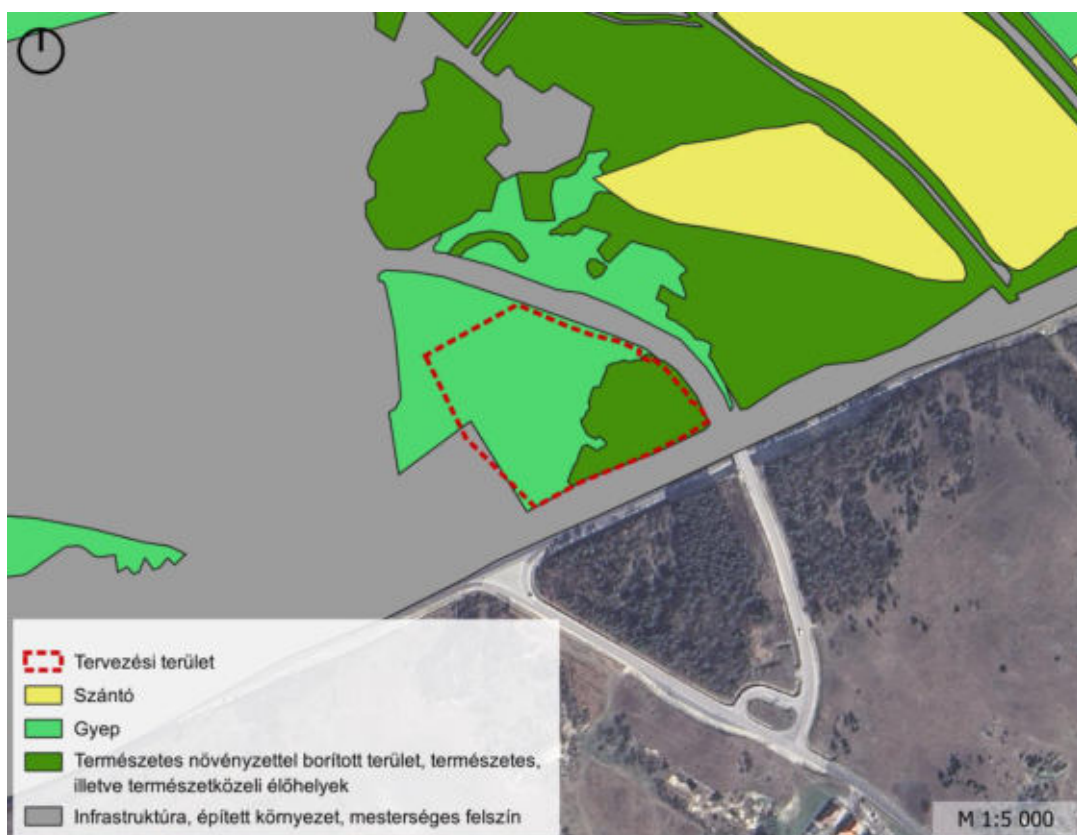 Tervezési terület
Szántó
Gyep
Természetes növényzettel borított terület, természetes,
illetve természetközeli élőhelyek
Infrastruktúra, épített környezet, mesterséges felszín
M 1:5 000